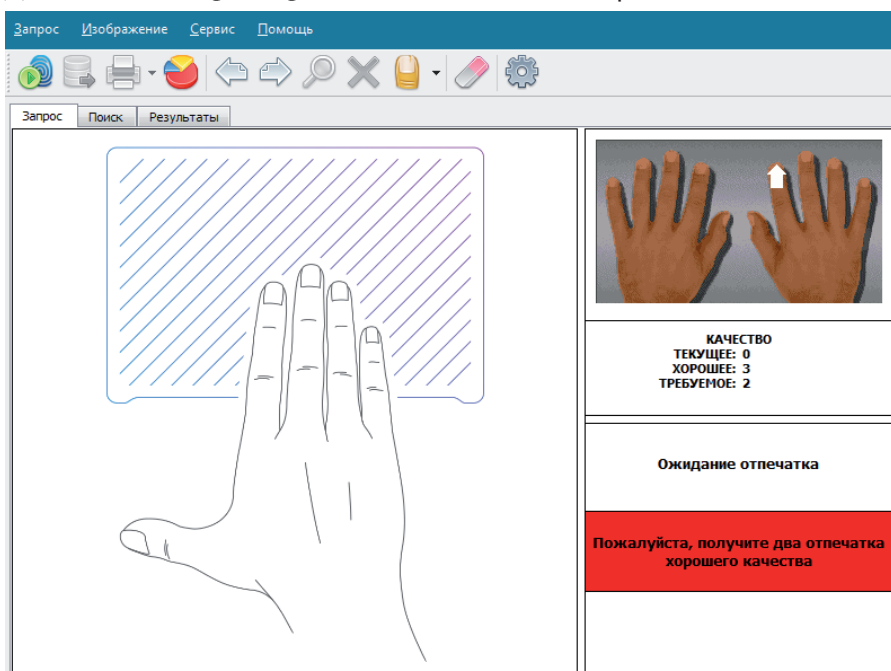 Запрос Изображение Сервис Помощь
Запрос Поиск Результаты
КАЧЕСТВО
ТЕКУЩЕЕ: 0
ХОРОШЕЕ: 3
ТРЕБУЕМОЕ: 2
Ожидание отпечатка
Пожалуйста, получите два отпечатка
хорошего качества